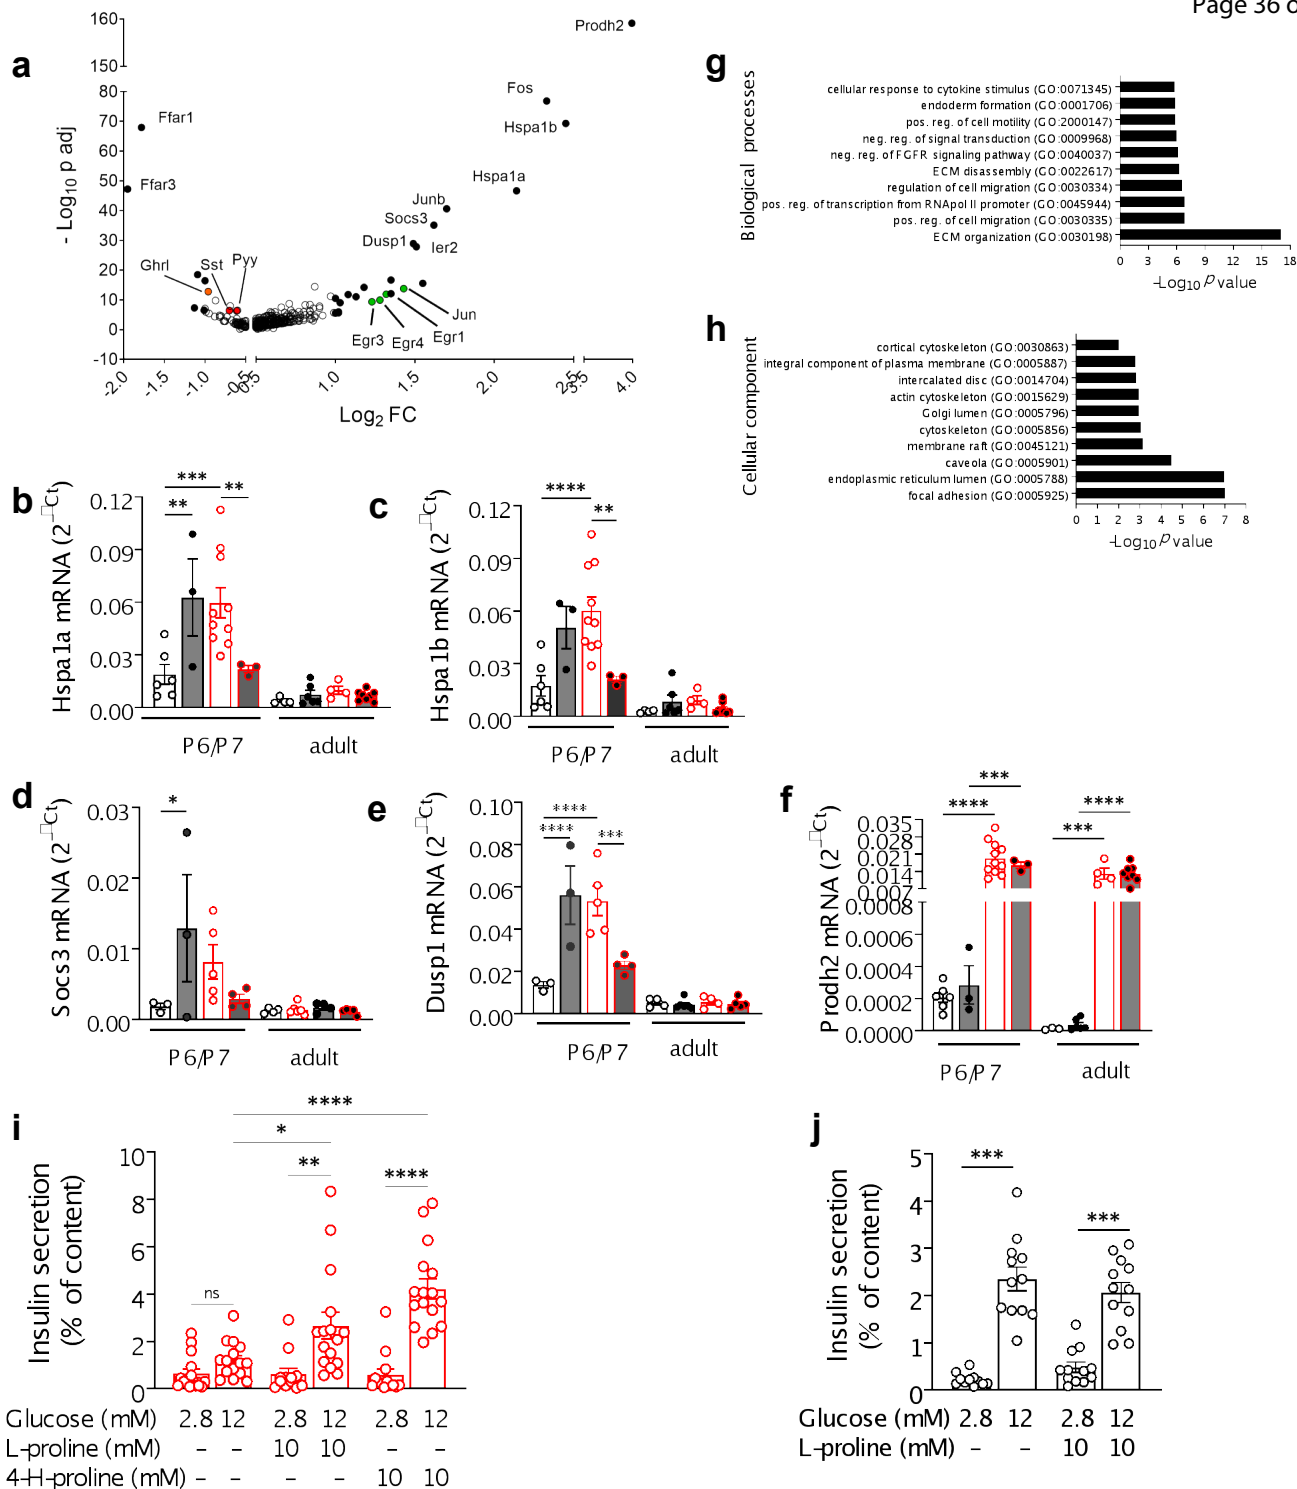 Page 36 o
a
- Log10 p adj
160
150
80
70
60
50
40
30
20
10
0
-10
Prodh2
Fos
Hspa1b
Hspa1a
Ffar1
Ffar3
Junb
Socs3
Dusp1
Ier2
Ghrl
Sst
Pyy
Jun
Egr3
Egr4
Egr1
-2.0
-1.5
-1.0
-0.5
0.5
1.0
1.5
2.0
2.5
3.5
4.0
Log2 FC
g
Biological processes
cellular response to cytokine stimulus (GO:0071345)
endoderm formation (GO:0001706)
pos. reg. of cell motility (GO:2000147)
neg. reg. of signal transduction (GO:0009968)
neg. reg. of FGFR signaling pathway (GO:0040037)
ECM disassembly (GO:0022617)
regulation of cell migration (GO:0030334)
pos. reg. of transcription from RNApol II promoter (GO:0045944)
pos. reg. of cell migration (GO:0030335)
ECM organization (GO:0030198)
0 3 6 9 12 15 18
-Log10 p value
h
Cellular component
cortical cytoskeleton (GO:0030863)
integral component of plasma membrane (GO:0005887)
intercalated disc (GO:0014704)
actin cytoskeleton (GO:0015629)
Golgi lumen (GO:0005796)
cytoskeleton (GO:0005856)
membrane raft (GO:0045121)
caveola (GO:0005901)
endoplasmic reticulum lumen (GO:0005788)
focal adhesion (GO:0005925)
0 1 2 3 4 5 6 7 8
-Log10 p value
b
Hspa1a mRNA (2-□Ct)
0.12
0.09
0.06
0.03
0.00
***
** **
P6/P7 adult
c
Hspa1b mRNA (2-□Ct)
0.12
0.09
0.06
0.03
0.00
****
**
P6/P7 adult
d
Socs3 mRNA (2-□Ct)
0.03
0.02
0.01
0.00
*
P6/P7 adult
e
Dusp1 mRNA (2-□Ct)
0.10
0.08
0.06
0.04
0.02
0.00
****
**** ***
P6/P7 adult
f
Prodh2 mRNA (2-□Ct)
0.035
0.028
0.021
0.014
0.007
0.0008
0.0006
0.0004
0.0002
0.0000
***
**** ****
***
P6/P7 adult
i
Insulin secretion
(% of content)
10
8
6
4
2
0
****
*
** ****
ns
Glucose (mM) 2.8 12 2.8 12 2.8 12
L-proline (mM) – – 10 10 – –
4-H-proline (mM) – – – – 10 10
j
Insulin secretion
(% of content)
5
4
3
2
1
0
***
***
Glucose (mM) 2.8 12 2.8 12
L-proline (mM) – – 10 10